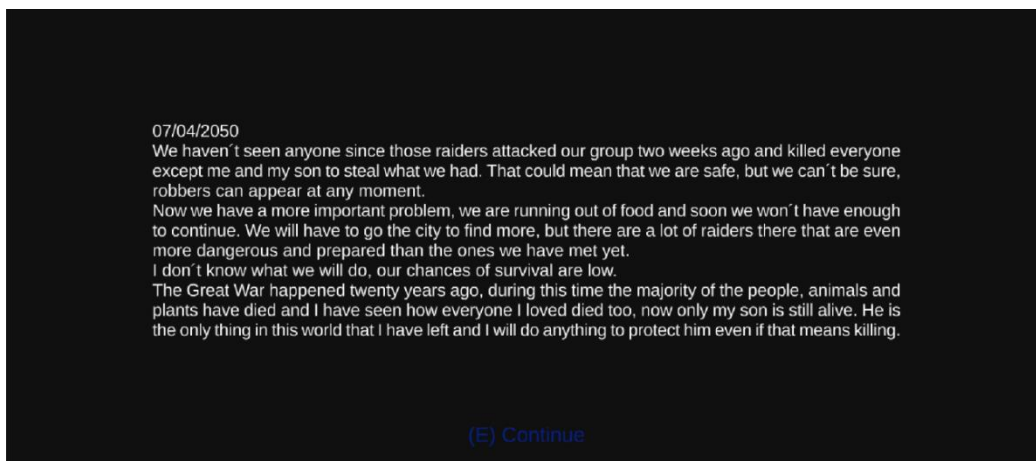 07/04/2050
We haven´t seen anyone since those raiders attacked our group two weeks ago and killed everyone
except me and my son to steal what we had. That could mean that we are safe, but we can´t be sure,
robbers can appear at any moment.
Now we have a more important problem, we are running out of food and soon we won´t have enough
to continue. We will have to go the city to find more, but there are a lot of raiders there that are even
more dangerous and prepared than the ones we have met yet.
I don´t know what we will do, our chances of survival are low.
The Great War happened twenty years ago, during this time the majority of the people, animals and
plants have died and I have seen how everyone I loved died too, now only my son is still alive. He is
the only thing in this world that I have left and I will do anything to protect him even if that means killing.
(E) Continue